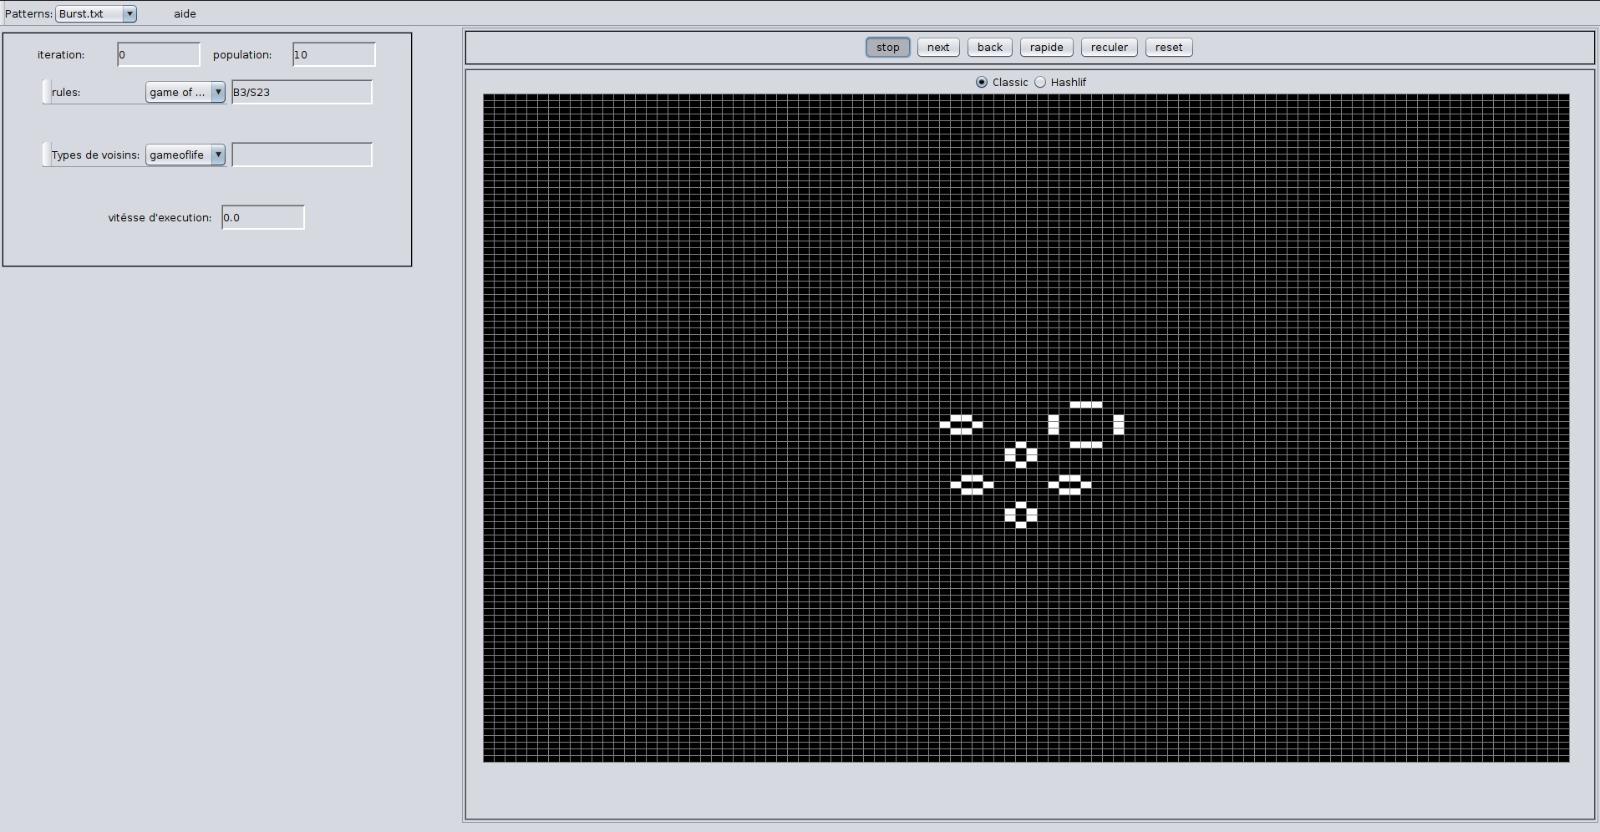 Patterns: Burst.txt aide
iteration: 0 population: 10
rules: game of ... B3/S23
Types de voisins: gameoflife
vitésse d'execution: 0.0
stop next back rapide reculer reset
Classic Hashlif